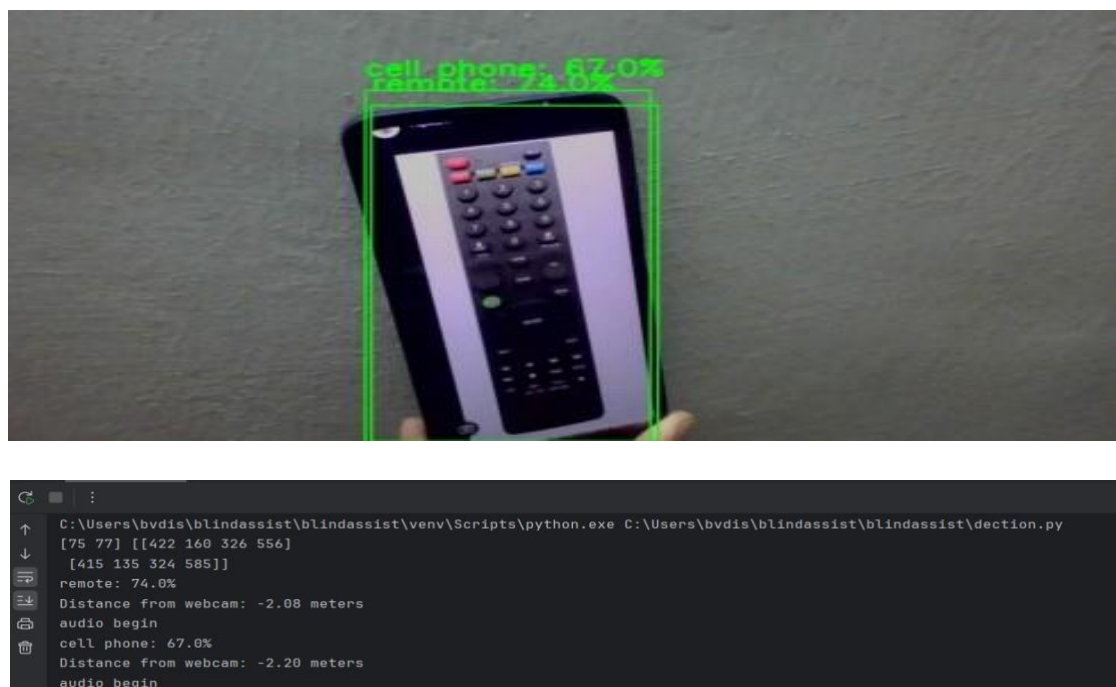 cell phone: 67.0%
remote: 74.0%
C:\Users\bvdis\blindassist\blindassist\venv\Scripts\python.exe C:\Users\bvdis\blindassist\blindassist\dection.py
[75 77] [[422 160 326 556]
[415 135 324 585]]
remote: 74.0%
Distance from webcam: -2.08 meters
audio begin
cell phone: 67.0%
Distance from webcam: -2.20 meters
audio begin